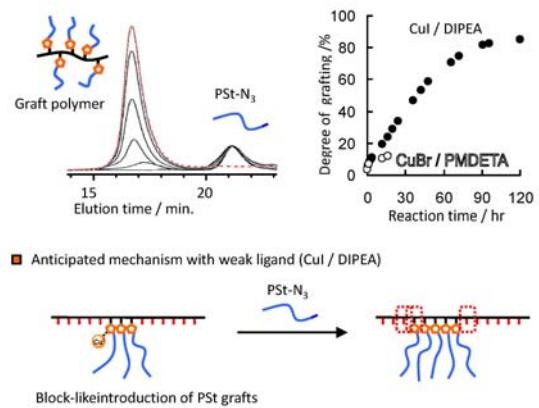 Graft polymer
PSt-N3
15
20
Elution time / min.
100
80
60
40
20
0
Degree of grafting /%
CuI / DIPEA
CuBr / PMDETA
0 30 60 90 120
Reaction time / hr
Anticipated mechanism with weak ligand (CuI / DIPEA)
PSt-N3
Cu
Block-likeintroduction of PSt grafts